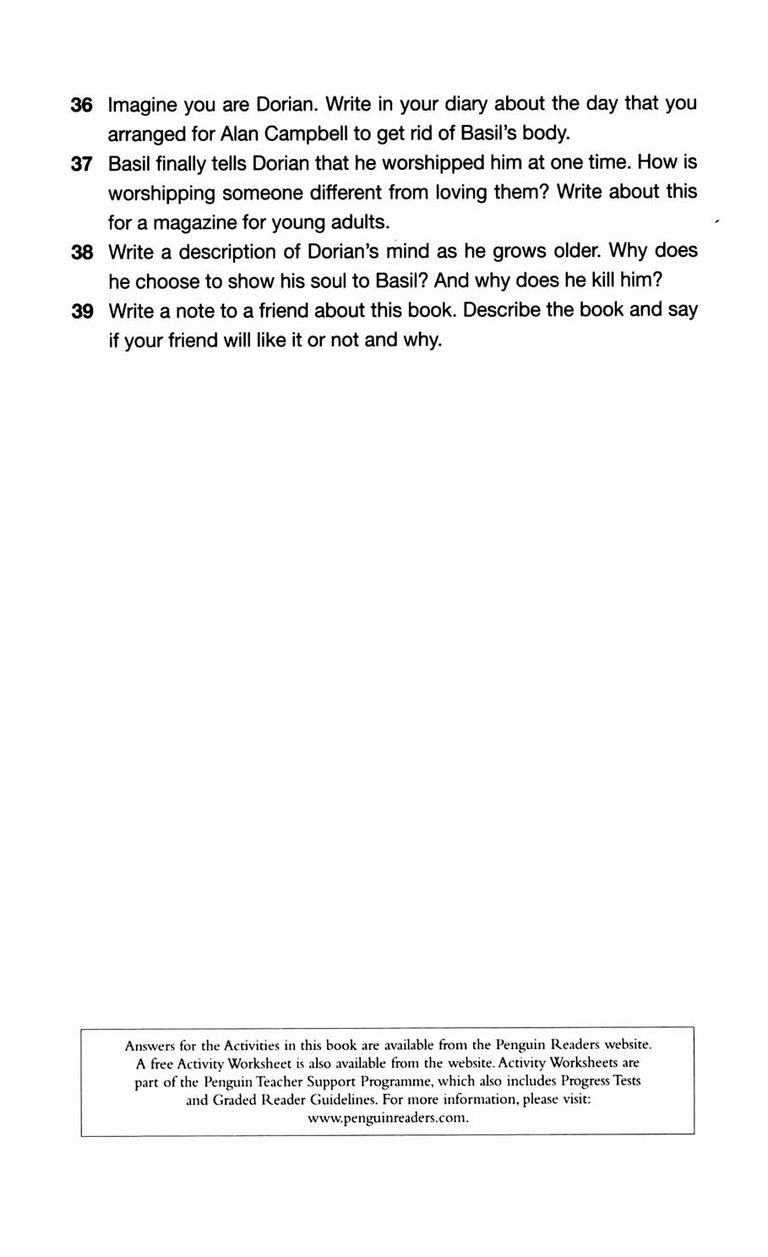 36 Imagine you are Dorian. Write in your diary about the day that you
arranged for Alan Campbell to get rid of Basil's body.
37 Basil finally tells Dorian that he worshipped him at one time. How is
worshipping someone different from loving them? Write about this
for a magazine for young adults.
38 Write a description of Dorian's mind as he grows older. Why does
he choose to show his soul to Basil? And why does he kill him?
39 Write a note to a friend about this book. Describe the book and say
if your friend will like it or not and why.
Answers for the Activities in this book are available from the Penguin Readers website.
A free Activity Worksheet is also available from the website. Activity Worksheets are
part of the Penguin Teacher Support Programme, which also includes Progress Tests
and Graded Reader Guidelines. For more information, please visit:
www.penguinreaders.com.